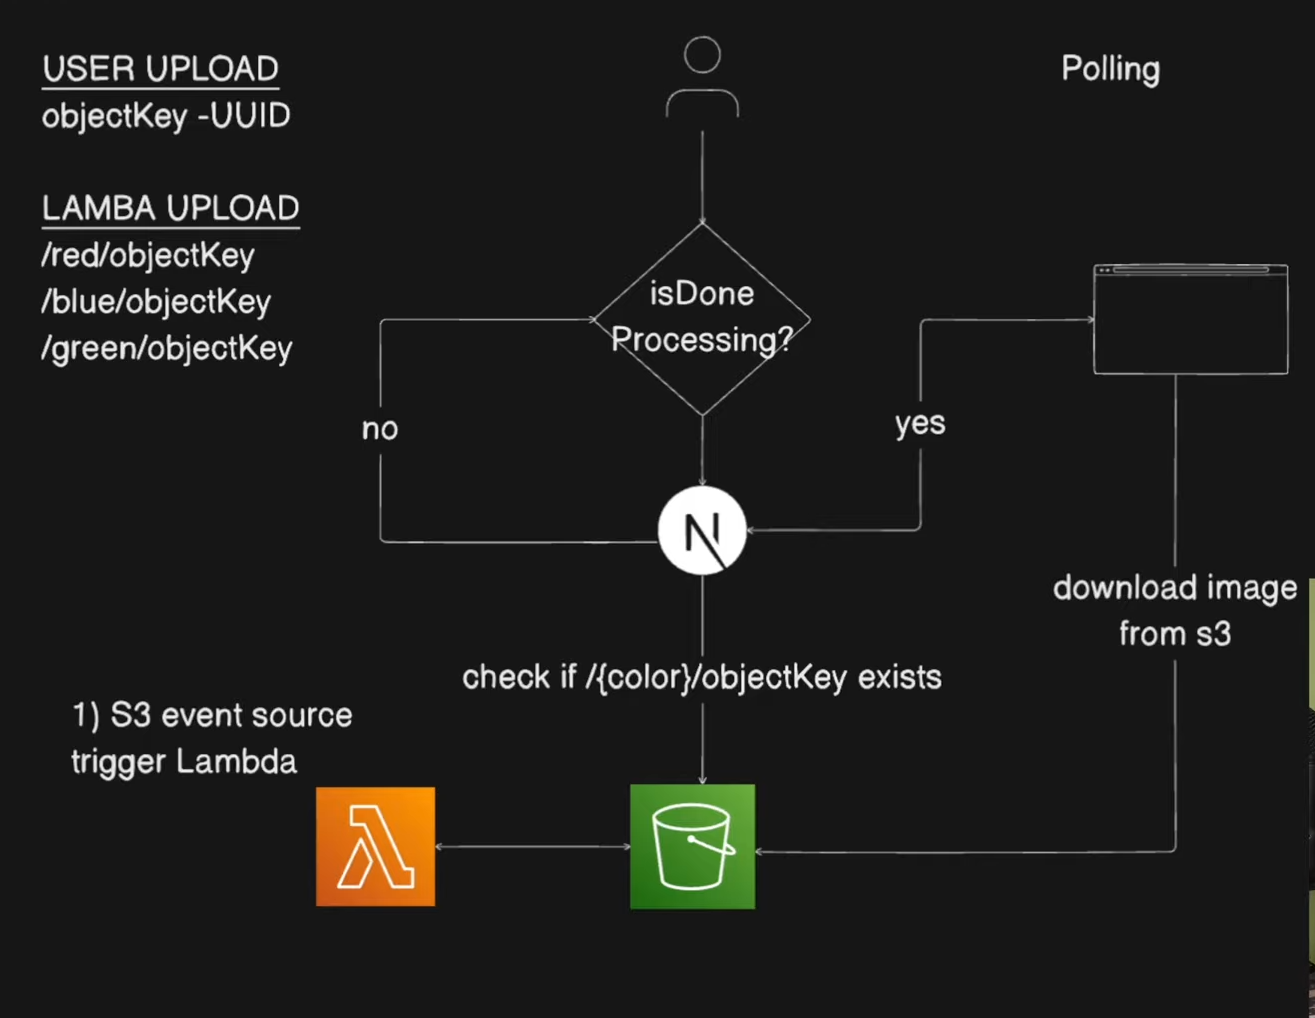 USER UPLOAD
objectKey -UUID
LAMBA UPLOAD
/red/objectKey
/blue/objectKey
/green/objectKey
Polling
isDone
Processing?
no
yes
N
check if /{color}/objectKey exists
download image
from s3
1) S3 event source
trigger Lambda